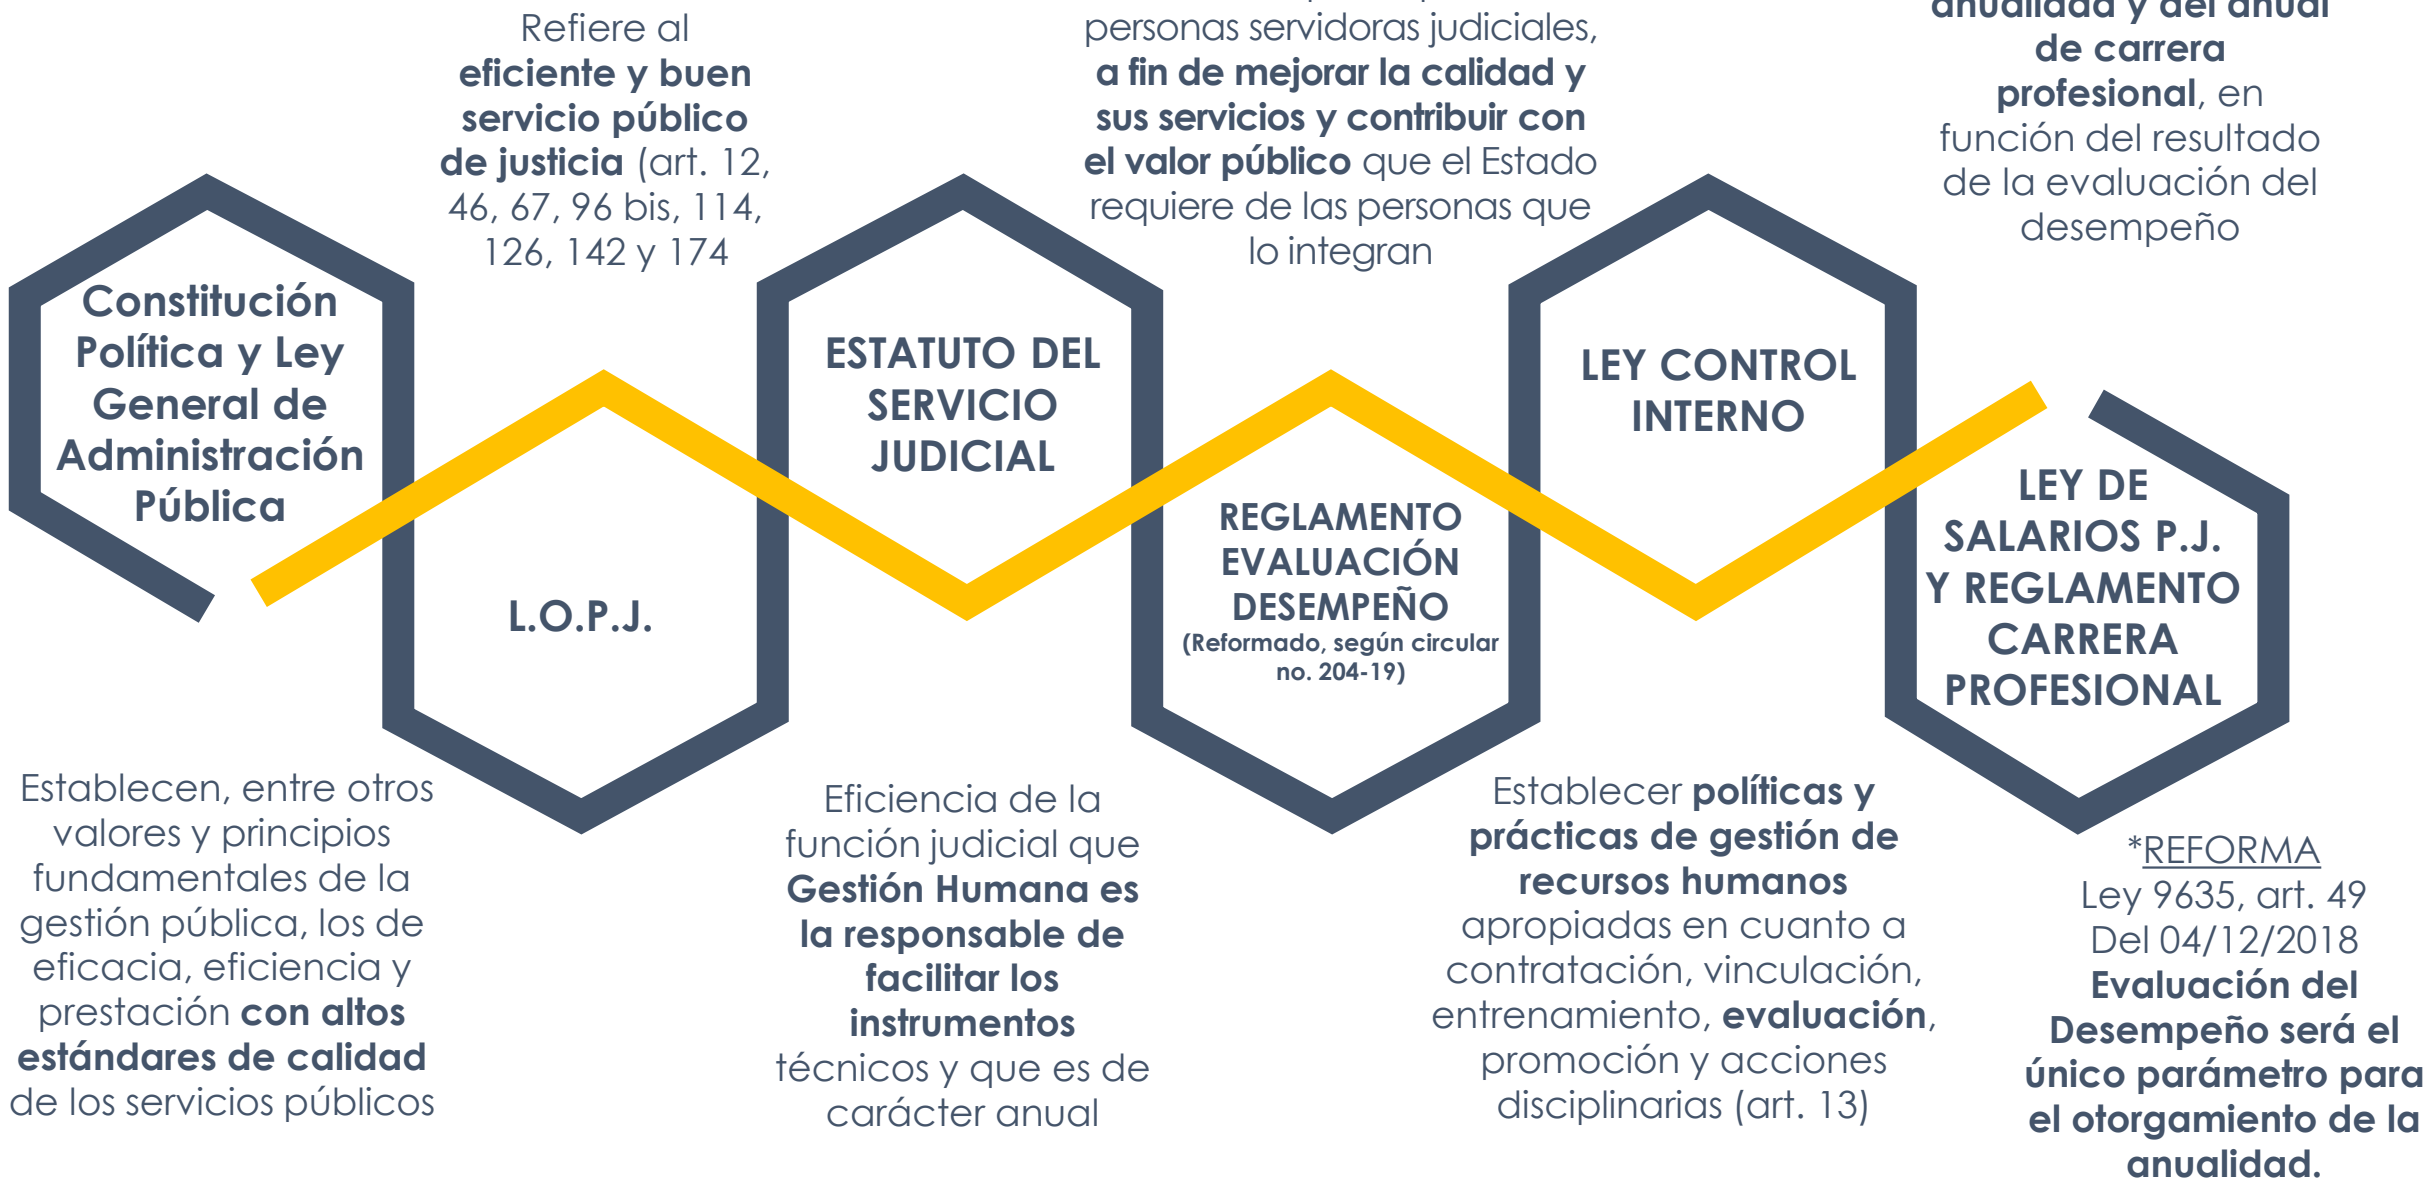 Refiere al
eficiente y buen
servicio público
de justicia (art. 12,
46, 67, 96 bis, 114,
126, 142 y 174
personas servidoras judiciales,
a fin de mejorar la calidad y
sus servicios y contribuir con
el valor público que el Estado
requiere de las personas que
lo integran
anualidad y del anual
de carrera
profesional, en
función del resultado
de la evaluación del
desempeño
Constitución
Política y Ley
General de
Administración
Pública
L.O.P.J.
ESTATUTO DEL
SERVICIO
JUDICIAL
REGLAMENTO
EVALUACIÓN
DESEMPEÑO
(Reformado, según circular
no. 204-19)
LEY CONTROL
INTERNO
LEY DE
SALARIOS P.J.
Y REGLAMENTO
CARRERA
PROFESIONAL
Establecen, entre otros
valores y principios
fundamentales de la
gestión pública, los de
eficacia, eficiencia y
prestación con altos
estándares de calidad
de los servicios públicos
Eficiencia de la
función judicial que
Gestión Humana es
la responsable de
facilitar los
instrumentos
técnicos y que es de
carácter anual
Establecer políticas y
prácticas de gestión de
recursos humanos
apropiadas en cuanto a
contratación, vinculación,
entrenamiento, evaluación,
promoción y acciones
disciplinarias (art. 13)
*REFORMA
Ley 9635, art. 49
Del 04/12/2018
Evaluación del
Desempeño será el
único parámetro para
el otorgamiento de la
anualidad.